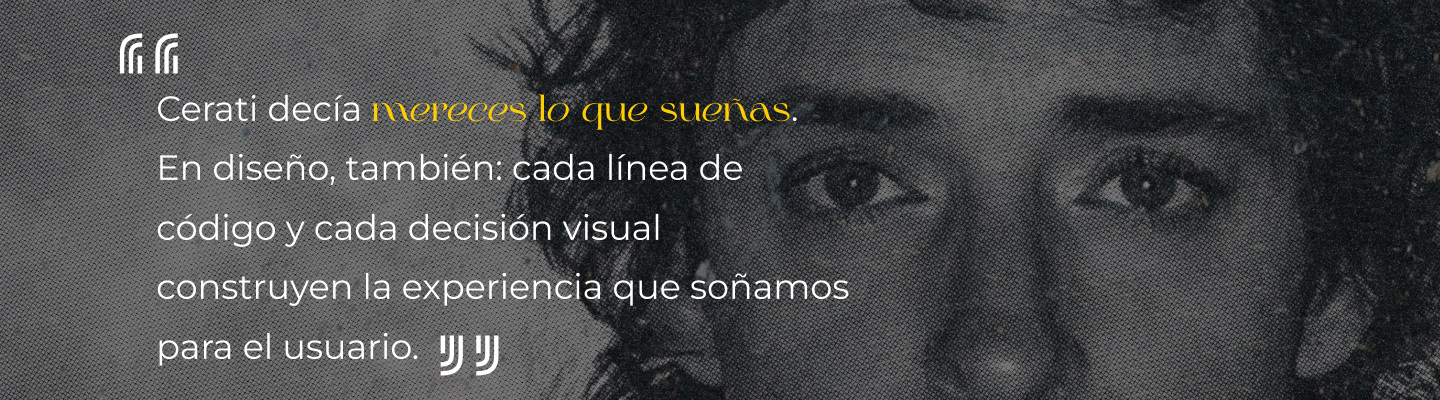 “
Cerati decía mereces lo que sueñas.
En diseño, también: cada línea de
código y cada decisión visual
construyen la experiencia que soñamos
para el usuario. ”